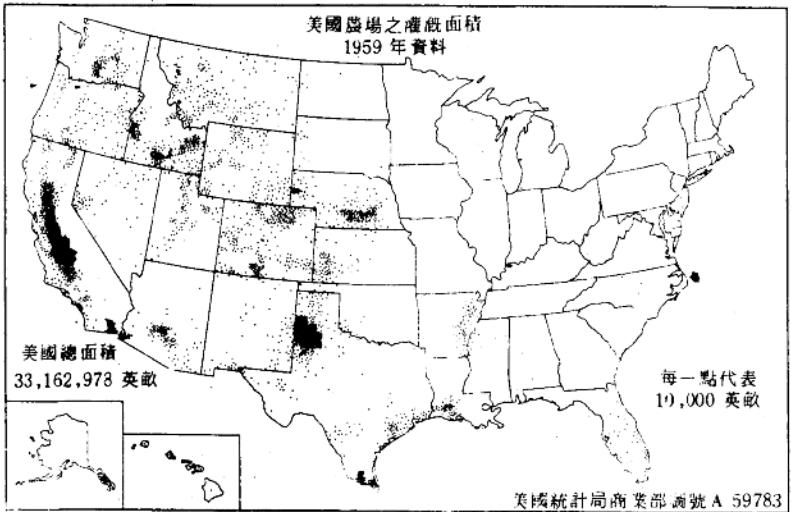 美國農場之灌溉面積
1959 年資料
美國總面積
33,162,978 英畝
每一點代表
10,000 英畝
美國統計局商業部調號 A 59783